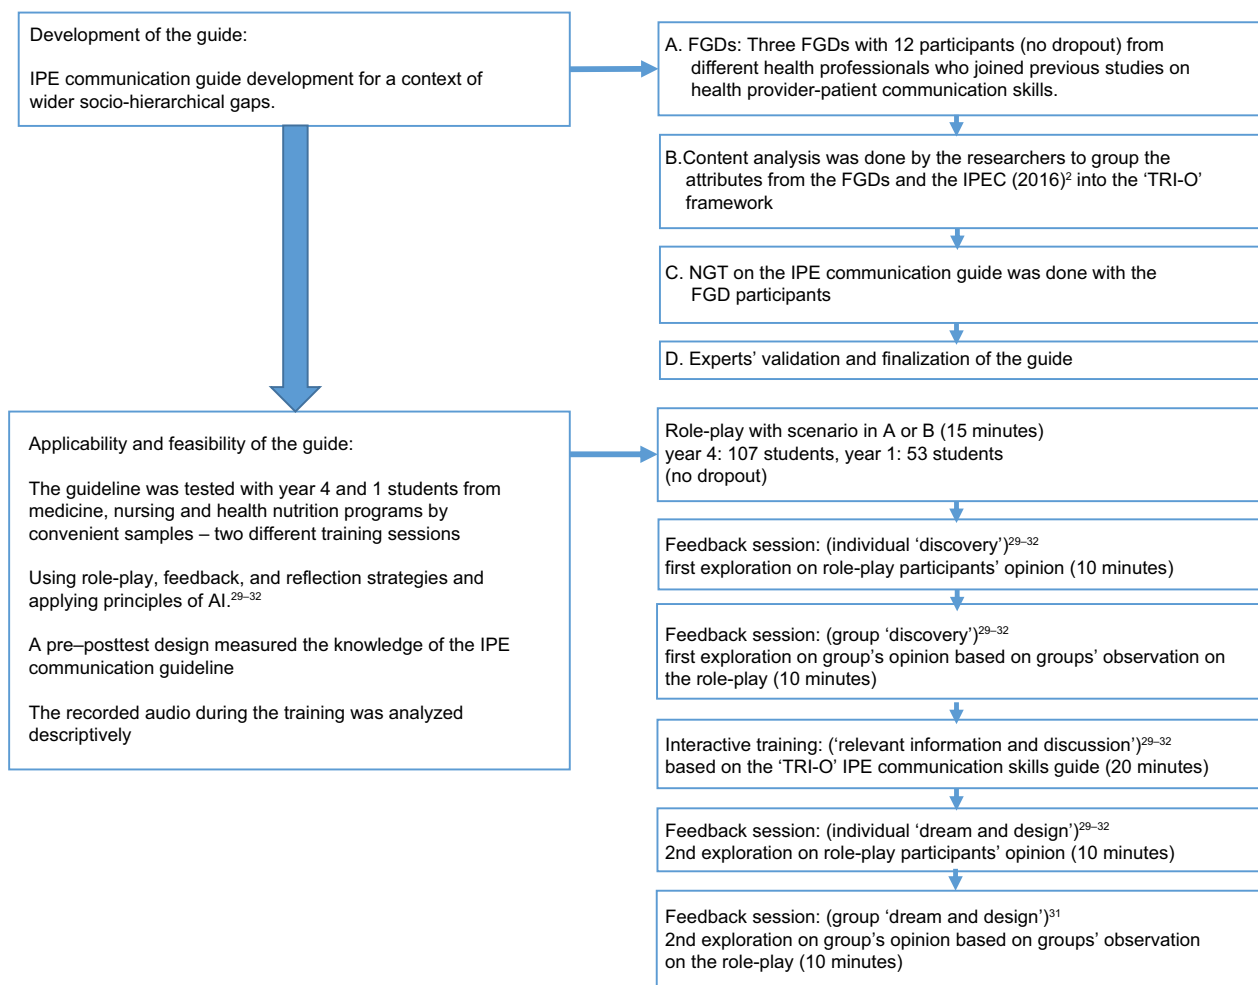 Development of the guide:
IPE communication guide development for a context of
wider socio-hierarchical gaps.
A. FGDs: Three FGDs with 12 participants (no dropout) from
different health professionals who joined previous studies on
health provider-patient communication skills.
B.Content analysis was done by the researchers to group the
attributes from the FGDs and the IPEC (2016)² into the ‘TRI-O’
framework
C. NGT on the IPE communication guide was done with the
FGD participants
D. Experts’ validation and finalization of the guide
Applicability and feasibility of the guide:
The guideline was tested with year 4 and 1 students from
medicine, nursing and health nutrition programs by
convenient samples – two different training sessions
Using role-play, feedback, and reflection strategies and
applying principles of AI.²⁹⁻³²
A pre–posttest design measured the knowledge of the IPE
communication guideline
The recorded audio during the training was analyzed
descriptively
Role-play with scenario in A or B (15 minutes)
year 4: 107 students, year 1: 53 students
(no dropout)
Feedback session: (individual ‘discovery’)²⁹⁻³²
first exploration on role-play participants’ opinion (10 minutes)
Feedback session: (group ‘discovery’)²⁹⁻³²
first exploration on group’s opinion based on groups’ observation on
the role-play (10 minutes)
Interactive training: (‘relevant information and discussion’)²⁹⁻³²
based on the ‘TRI-O’ IPE communication skills guide (20 minutes)
Feedback session: (individual ‘dream and design’)²⁹⁻³²
2nd exploration on role-play participants’ opinion (10 minutes)
Feedback session: (group ‘dream and design’)³¹
2nd exploration on group’s opinion based on groups’ observation
on the role-play (10 minutes)